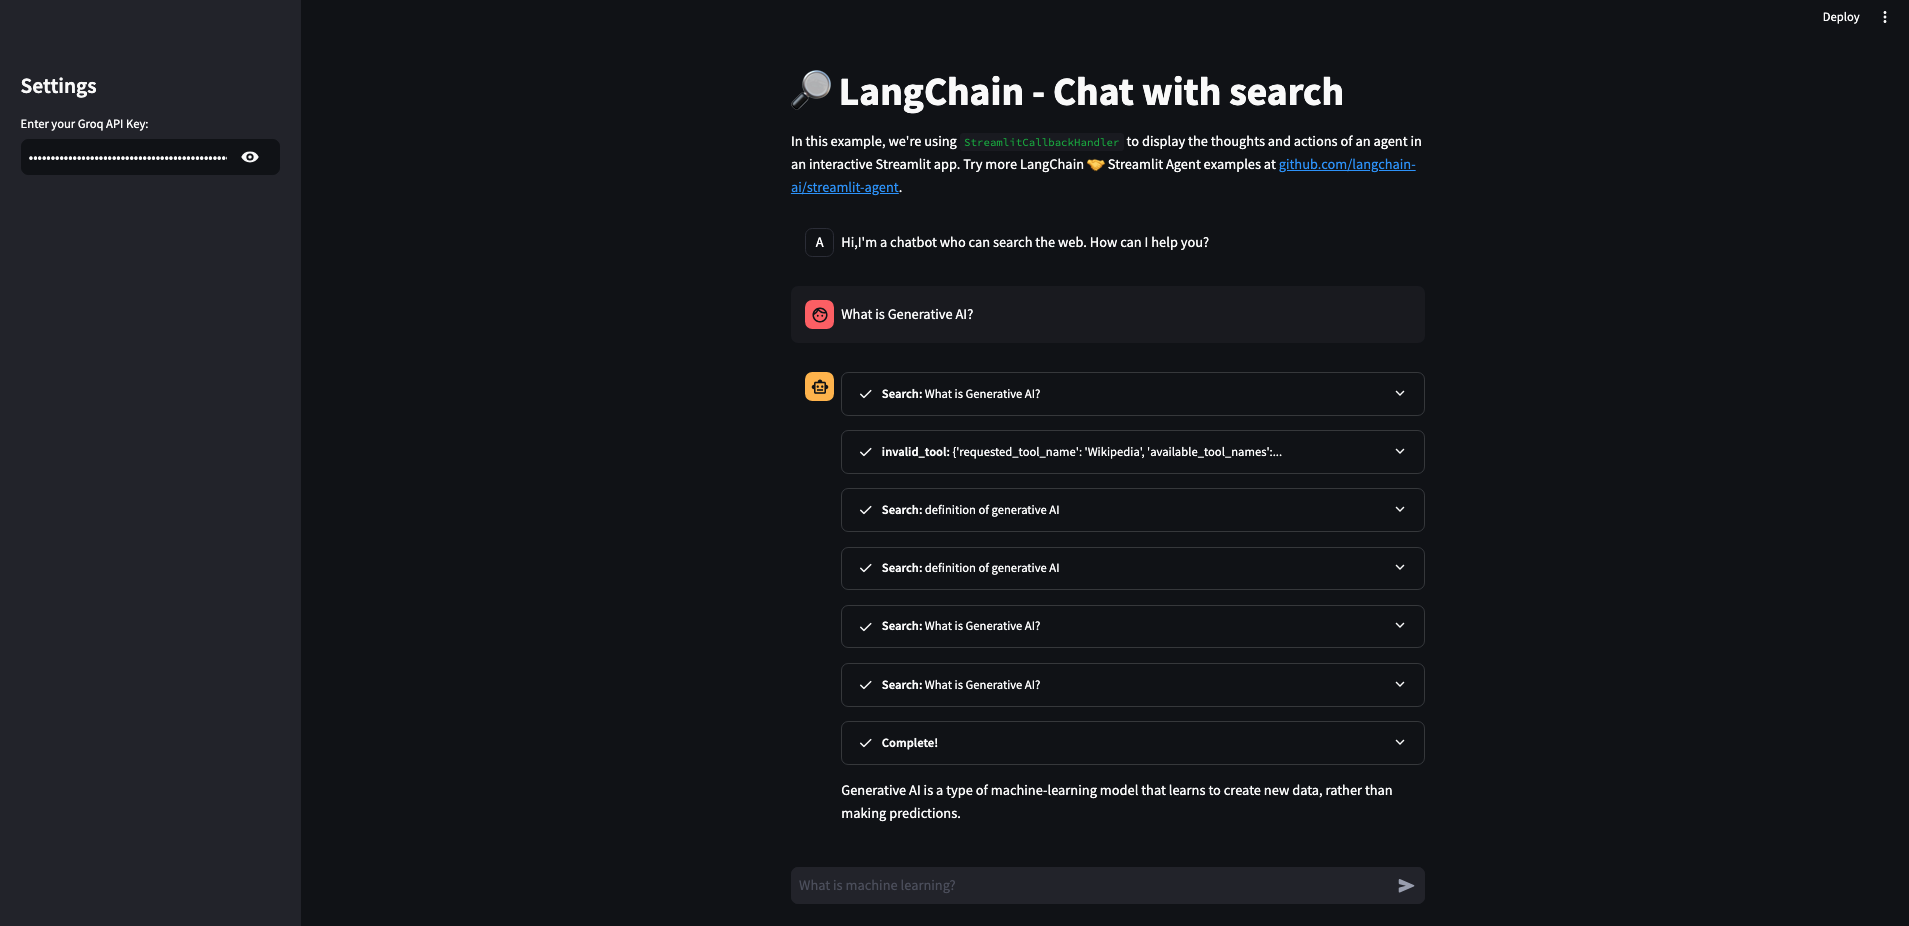 Deploy
Settings
Enter your Groq API Key:
LangChain - Chat with search
In this example, we're using StreamlitCallbackHandler to display the thoughts and actions of an agent in
an interactive Streamlit app. Try more LangChain 🤝 Streamlit Agent examples at github.com/langchain-
ai/streamlit-agent.
A Hi,I'm a chatbot who can search the web. How can I help you?
What is Generative AI?
Search: What is Generative AI?
invalid_tool: {'requested_tool_name': 'Wikipedia', 'available_tool_names':...
Search: definition of generative AI
Search: definition of generative AI
Search: What is Generative AI?
Search: What is Generative AI?
Complete!
Generative AI is a type of machine-learning model that learns to create new data, rather than
making predictions.
What is machine learning?